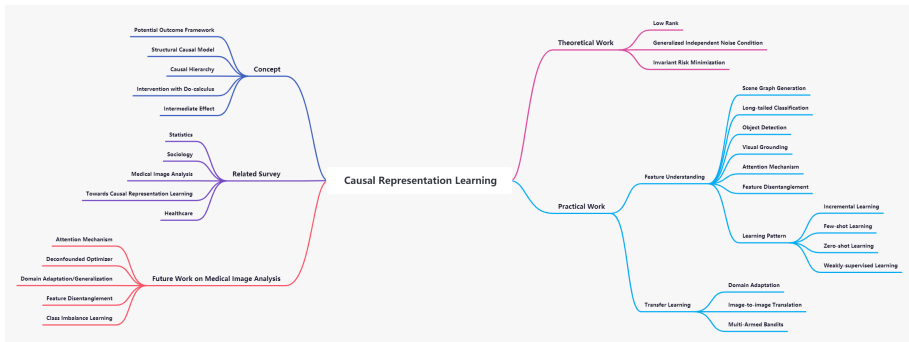 Causal Representation Learning
Concept
Potential Outcome Framework
Structural Causal Model
Causal Hierarchy
Intervention with Do-calculus
Intermediate Effect
Related Survey
Statistics
Sociology
Medical Image Analysis
Towards Causal Representation Learning
Healthcare
Future Work on Medical Image Analysis
Attention Mechanism
Deconfounded Optimizer
Domain Adaptation/Generalization
Feature Disentanglement
Class Imbalance Learning
Theoretical Work
Low Rank
Generalized Independent Noise Condition
Invariant Risk Minimization
Practical Work
Feature Understanding
Scene Graph Generation
Long-tailed Classification
Object Detection
Visual Grounding
Attention Mechanism
Feature Disentanglement
Learning Pattern
Incremental Learning
Few-shot Learning
Zero-shot Learning
Weakly-supervised Learning
Transfer Learning
Domain Adaptation
Image-to-image Translation
Multi-Armed Bandits